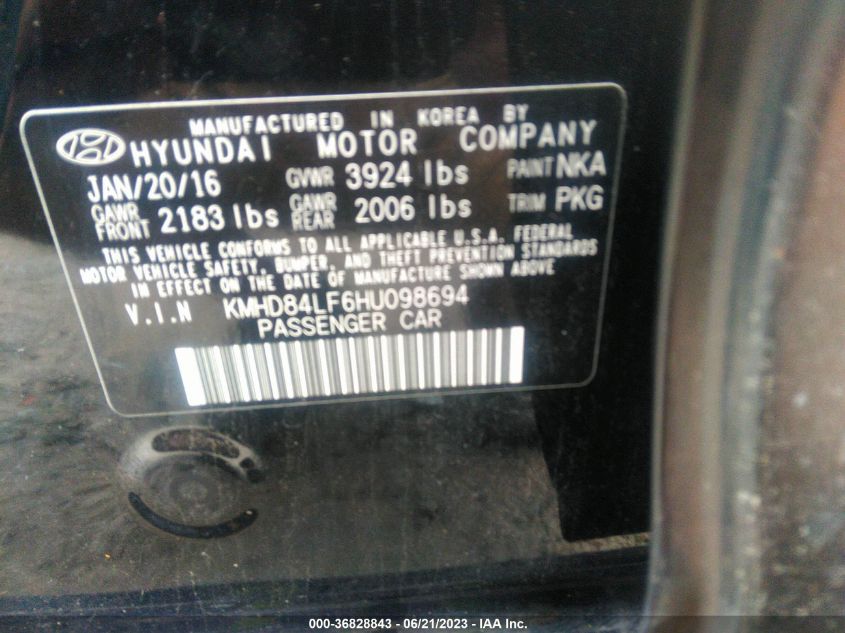 MANUFACTURED IN KOREA BY
HYUNDAI MOTOR COMPANY
JAN/20/16 GVWR 3924 lbs PAINT NKA
GAWR FRONT 2183 lbs GAWR REAR 2006 lbs TRIM PKG
THIS VEHICLE CONFORMS TO ALL APPLICABLE U.S.A. FEDERAL
MOTOR VEHICLE SAFETY, BUMPER, AND THEFT PREVENTION STANDARDS
IN EFFECT ON THE DATE OF MANUFACTURE SHOWN ABOVE
V.I.N KMHD84LF6HU098694
PASSENGER CAR
000-36828843 / 06/21/2023 - IAA Inc.